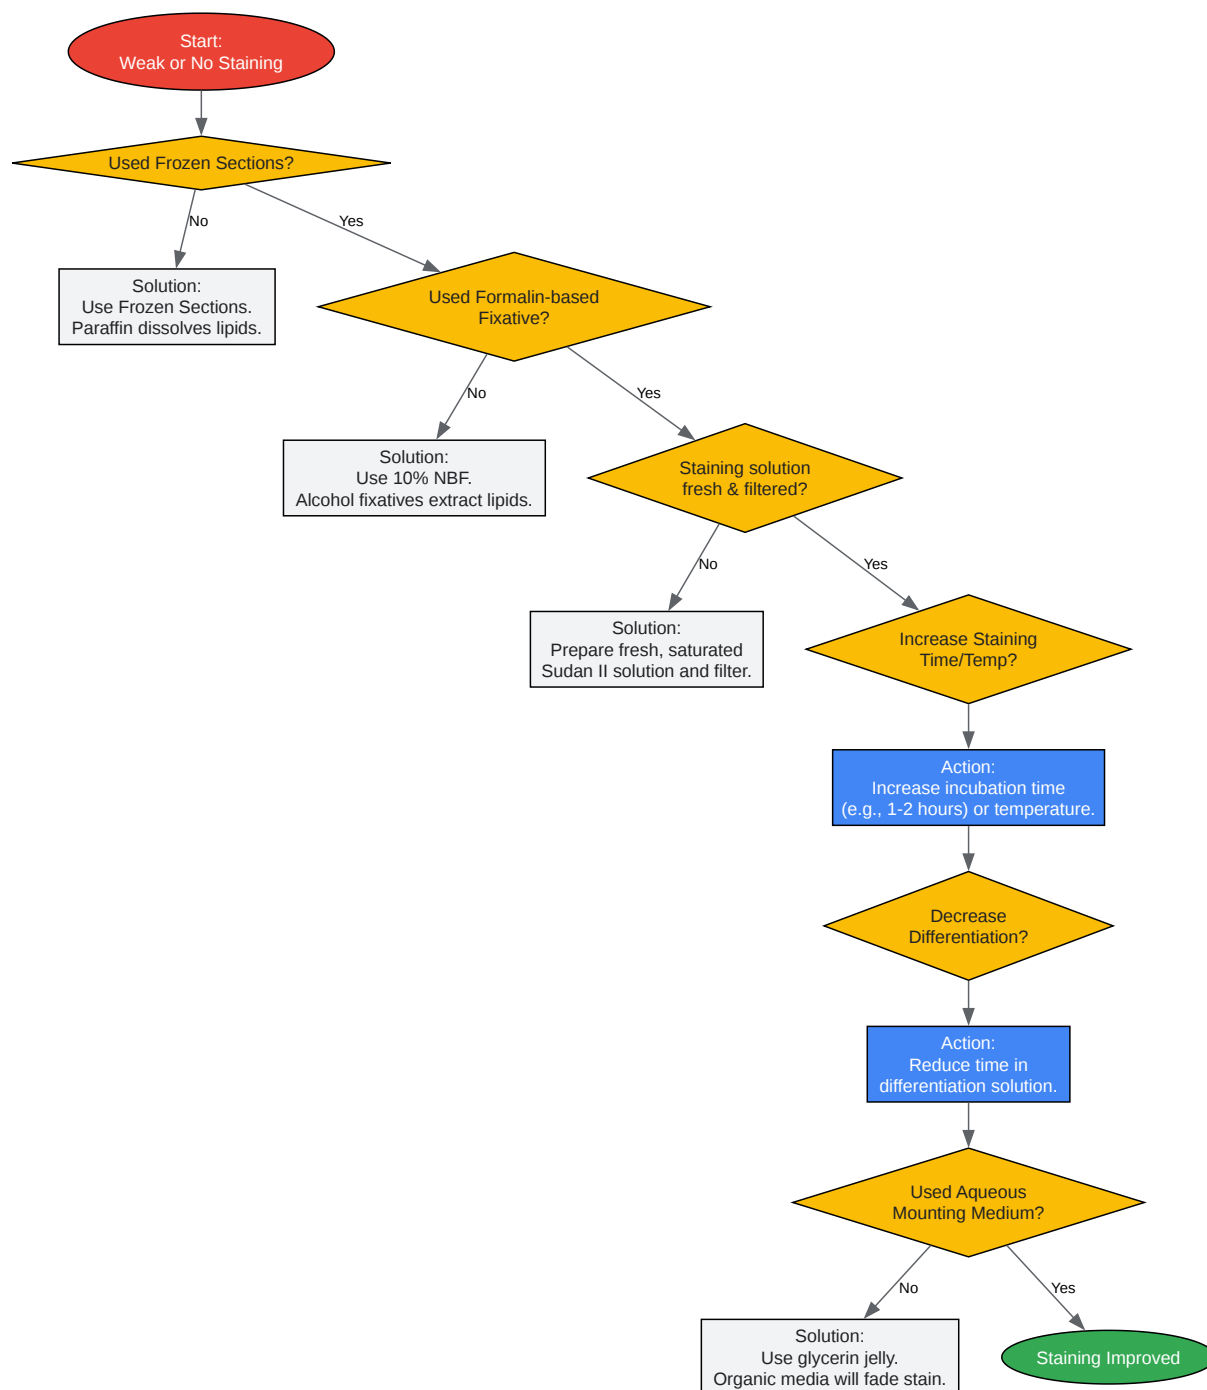 Start:
Weak or No Staining
Used Frozen Sections?
No
Yes
Solution:
Use Frozen Sections.
Paraffin dissolves lipids.
Used Formalin-based
Fixative?
No
Yes
Solution:
Use 10% NBF.
Alcohol fixatives extract lipids.
Staining solution
fresh & filtered?
No
Yes
Solution:
Prepare fresh, saturated
Sudan II solution and filter.
Increase Staining
Time/Temp?
Action:
Increase incubation time
(e.g., 1-2 hours) or temperature.
Decrease
Differentiation?
Action:
Reduce time in
differentiation solution.
Used Aqueous
Mounting Medium?
No
Yes
Solution:
Use glycerin jelly.
Organic media will fade stain.
Staining Improved